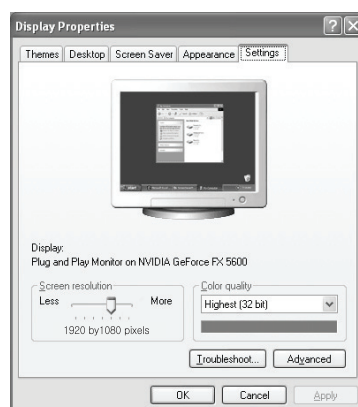 Display Properties
Themes Desktop Screen Saver Appearance Settings
Display:
Plug and Play Monitor on NVIDIA GeForce FX 5600
Screen resolution
Less More
1920 by1080 pixels
Color quality
Highest (32 bit)
Troubleshoot... Advanced
OK Cancel Apply